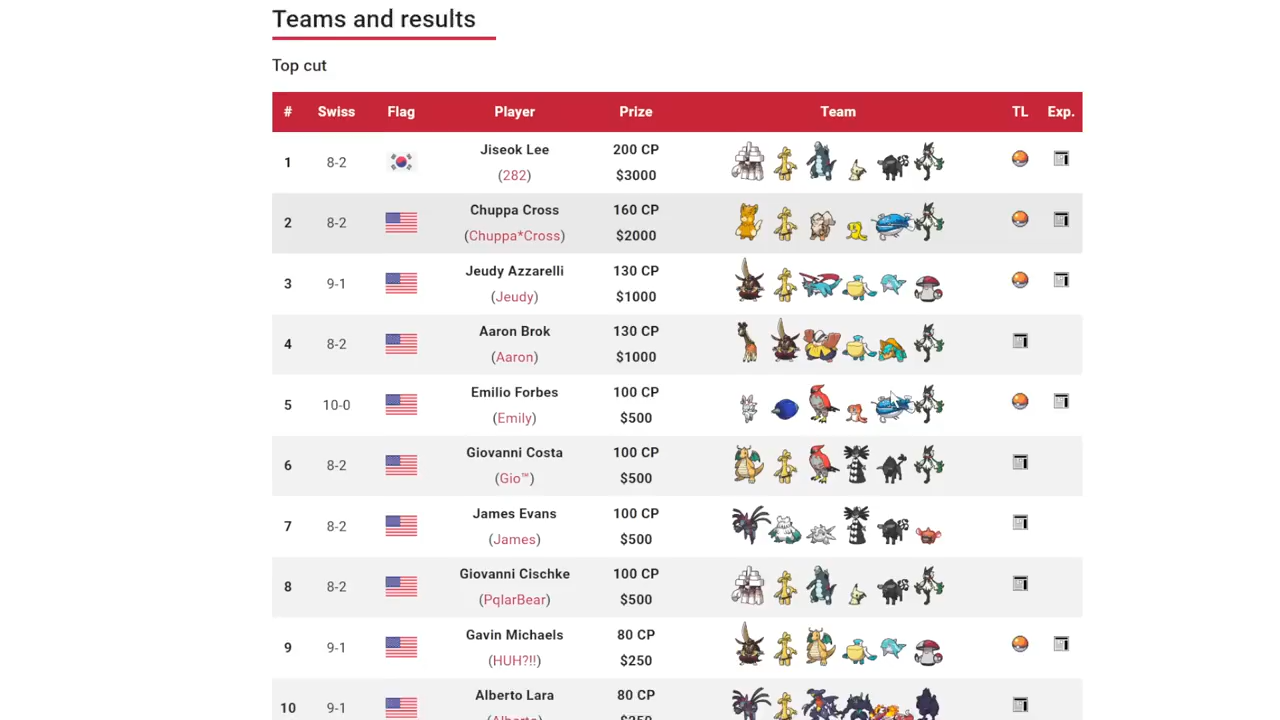 Teams and results
Top cut
# Swiss Flag Player Prize Team TL Exp.
1 8-2 Jiseok Lee (282) 200 CP $3000
2 8-2 Chuppa Cross (Chuppa*Cross) 160 CP $2000
3 9-1 Jeudy Azzarelli (Jeudy) 130 CP $1000
4 8-2 Aaron Brok (Aaron) 130 CP $1000
5 10-0 Emilio Forbes (Emily) 100 CP $500
6 8-2 Giovanni Costa (Gio™) 100 CP $500
7 8-2 James Evans (James) 100 CP $500
8 8-2 Giovanni Cischke (PqlarBear) 100 CP $500
9 9-1 Gavin Michaels (HUH?!!) 80 CP $250
10 9-1 Alberto Lara 80 CP